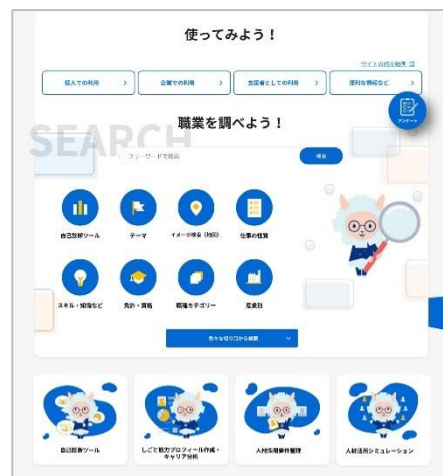 使ってみよう！
サイトの紹介動画
個人での利用
企業での利用
支援者としての利用
便利な情報など
アンケート
職業を調べよう！
SEARCH
フリーワードで検索
検索
自己診断ツール
テーマ
イメージ検索（地図）
仕事の性質
スキル・知識など
免許・資格
職種カテゴリー
産業別
色々な切り口から検索
自己診断ツール
しごと能力プロフィール作成・
キャリア分析
人材採用要件整理
人材活用シミュレーション